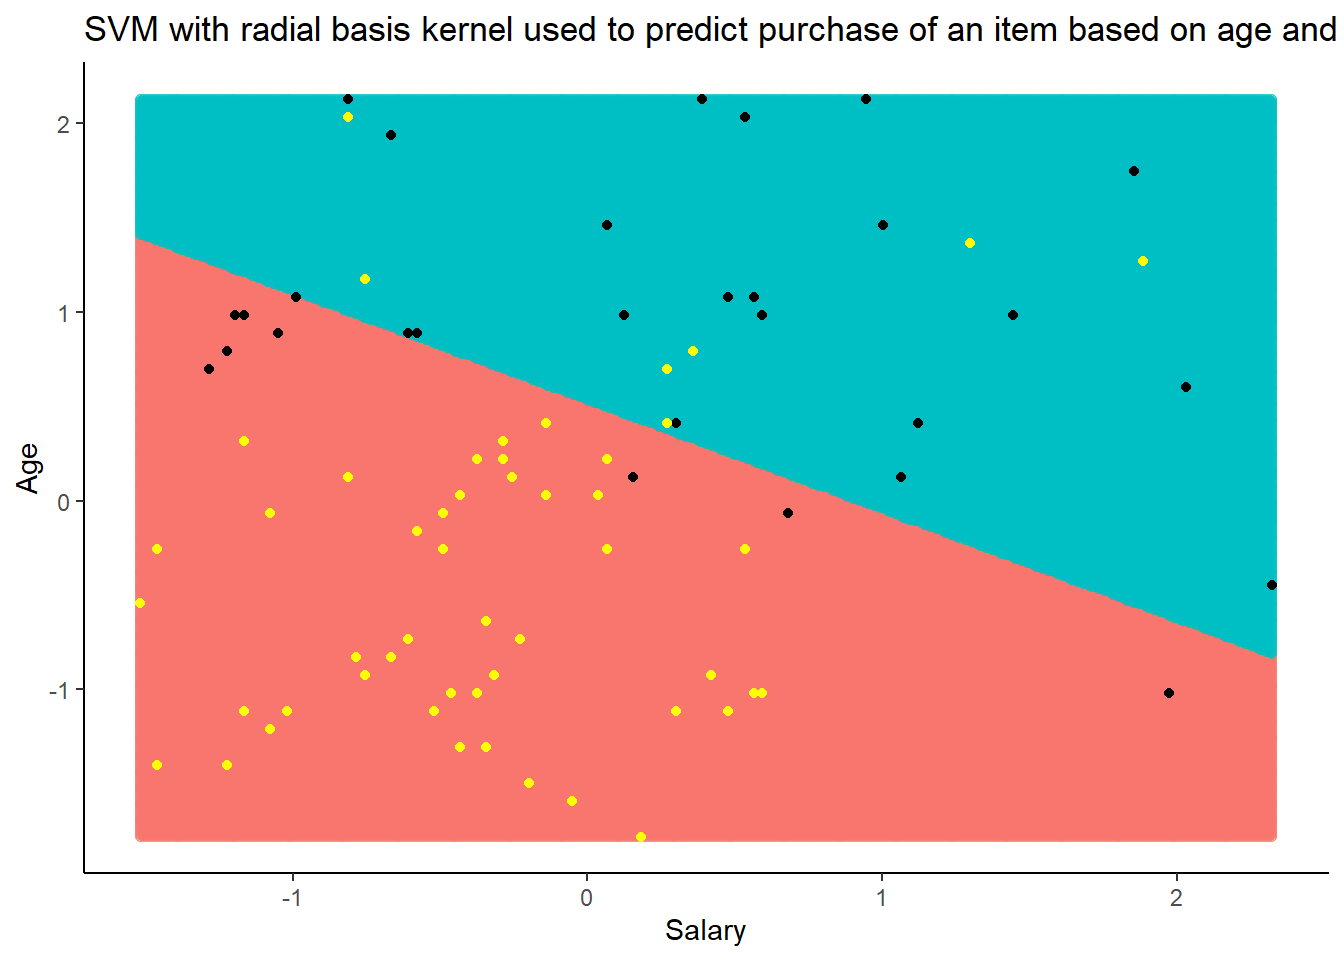 SVM with radial basis kernel used to predict purchase of an item based on age and
2
1
0
-1
Age
-1
0
1
2
Salary